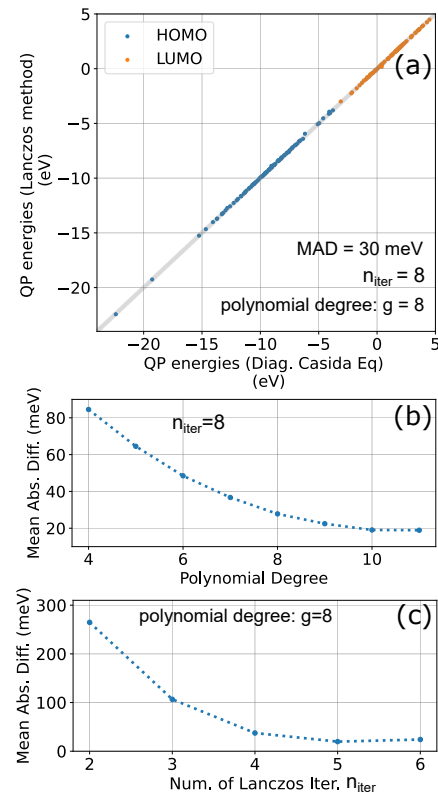 HOMO
LUMO
(a)
5
0
−5
−10
−15
−20
QP energies (Lanczos method)
(eV)
MAD = 30 meV
niter = 8
polynomial degree: g = 8
−20 −15 −10 −5 0 5
QP energies (Diag. Casida Eq)
(eV)
(b)
niter=8
80
60
40
20
Mean Abs. Diff. (meV)
4 6 8 10
Polynomial Degree
(c)
polynomial degree: g=8
300
200
100
0
Mean Abs. Diff. (meV)
2 3 4 5 6
Num. of Lanczos Iter, niter